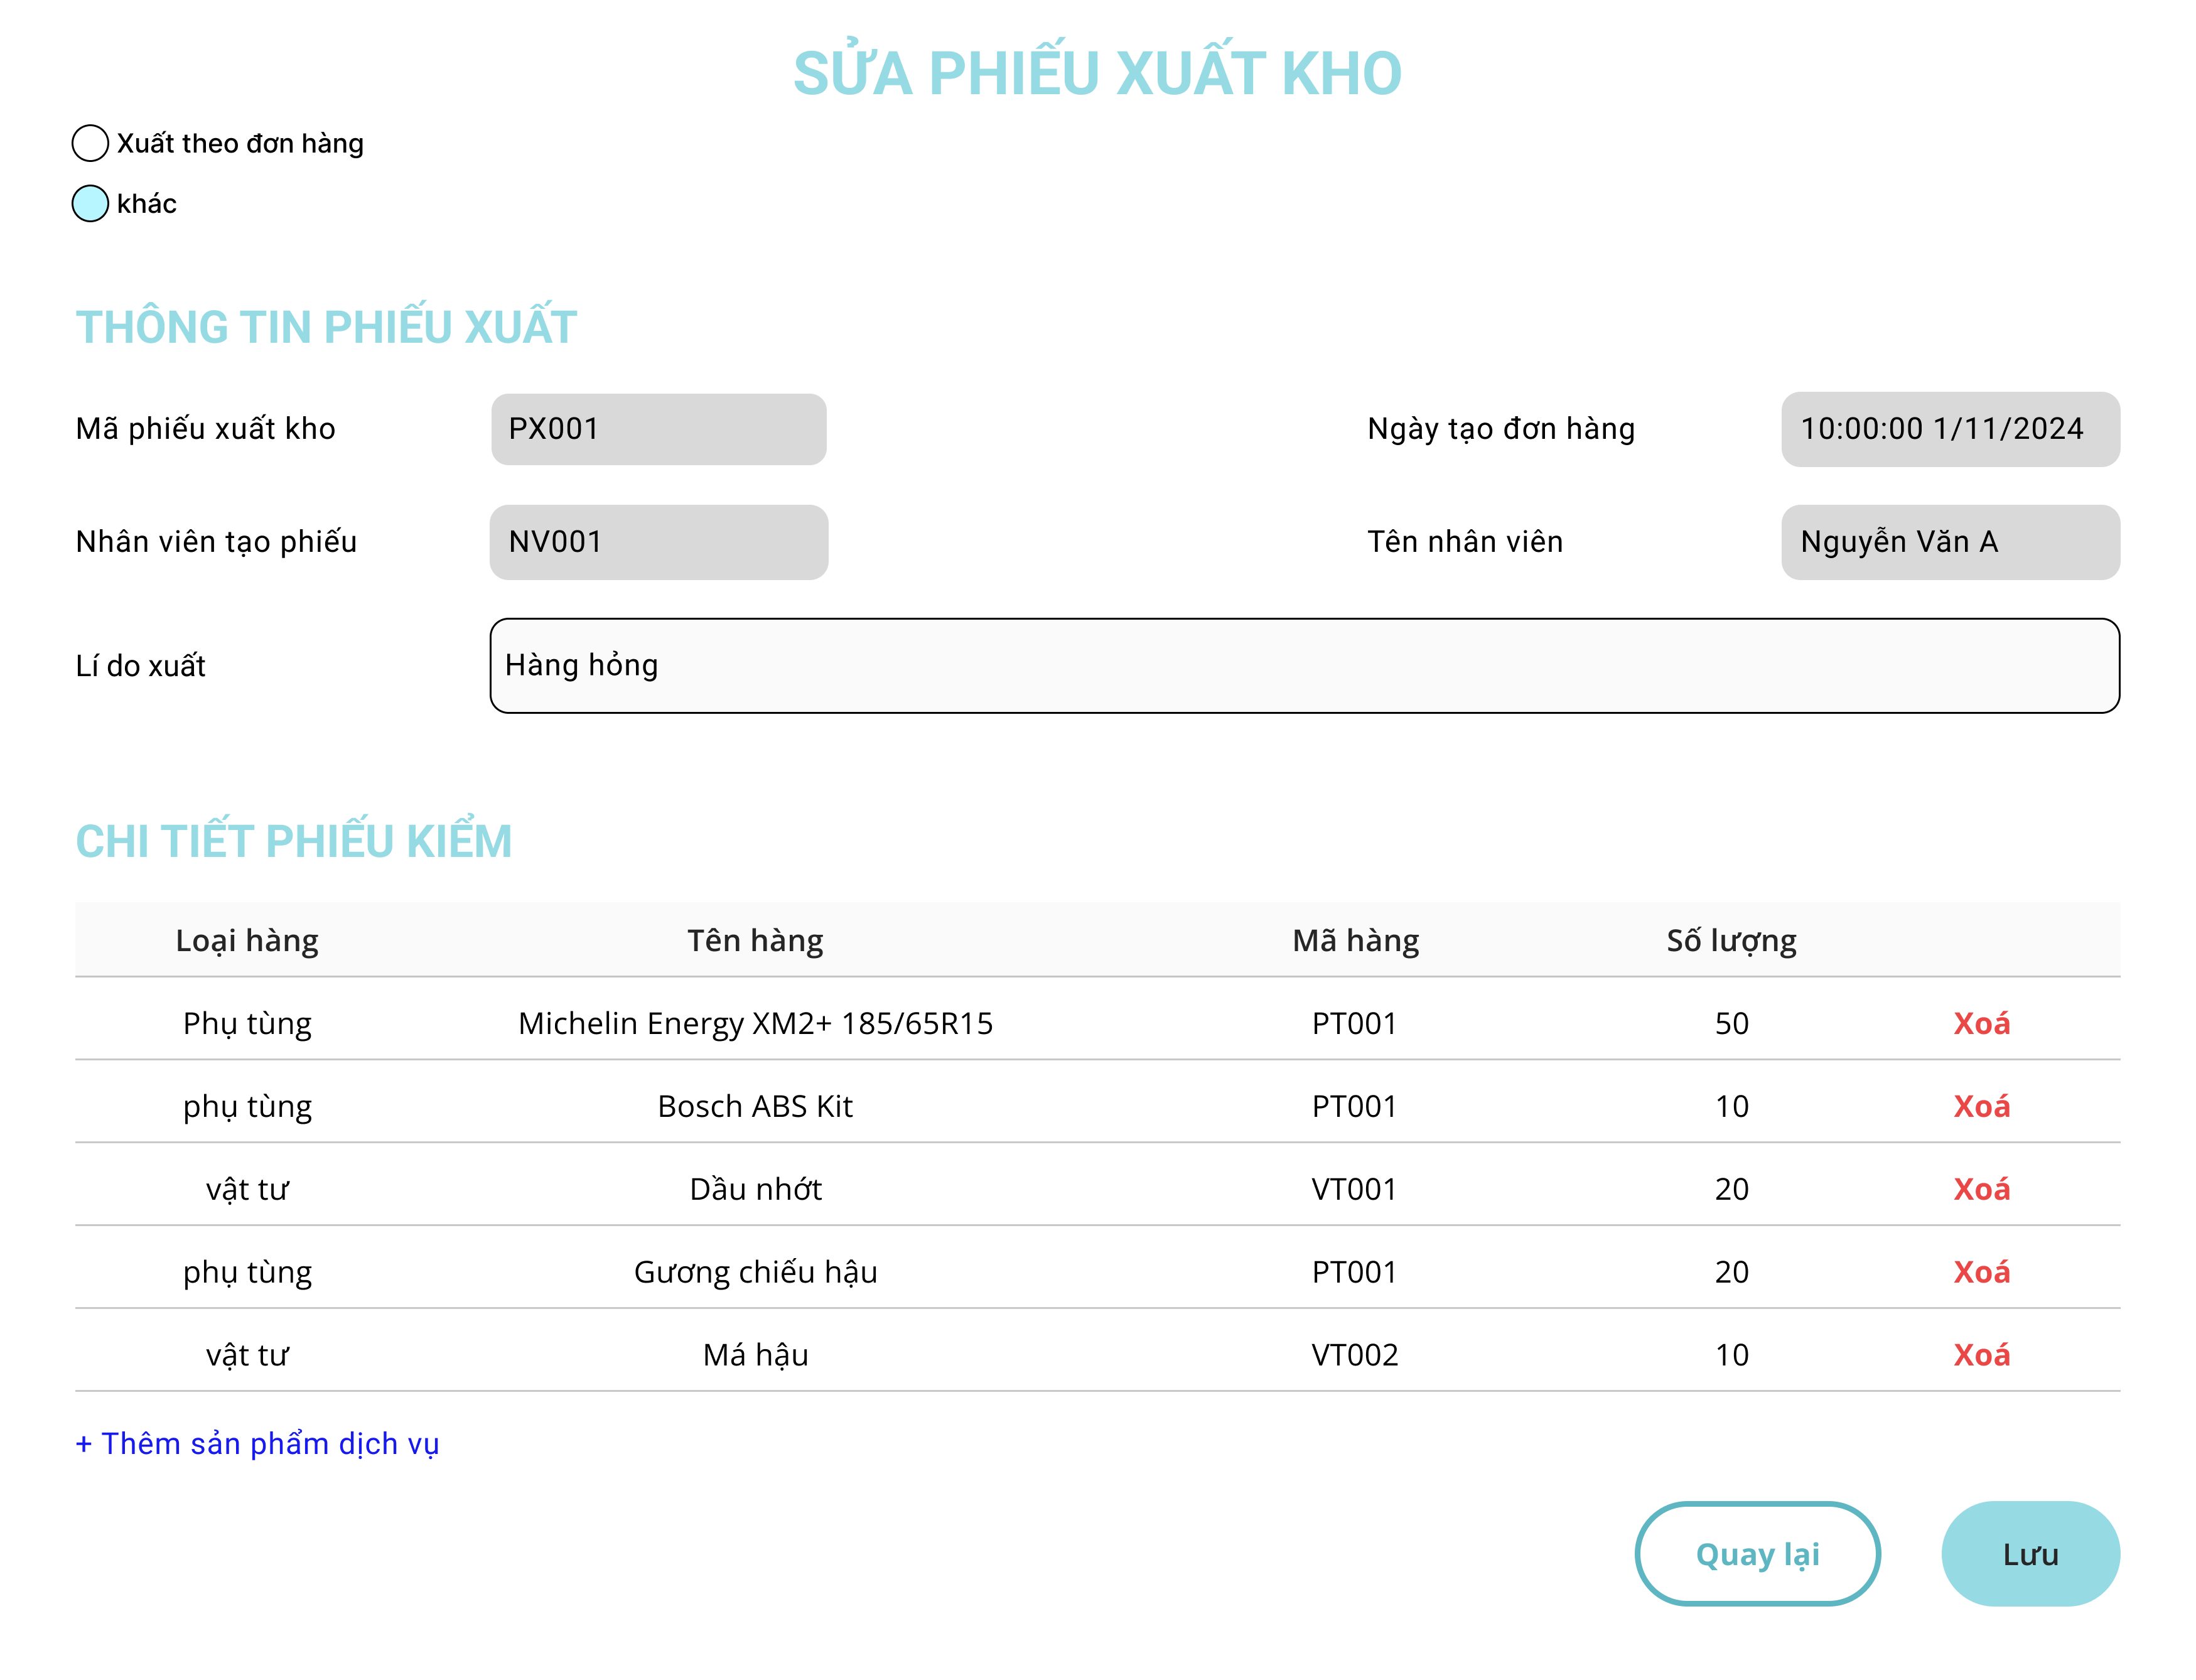 SỬA PHIẾU XUẤT KHO
Xuất theo đơn hàng
khác
THÔNG TIN PHIẾU XUẤT
Mã phiếu xuất kho PX001 Ngày tạo đơn hàng 10:00:00 1/11/2024
Nhân viên tạo phiếu NV001 Tên nhân viên Nguyễn Văn A
Lí do xuất Hàng hỏng
CHI TIẾT PHIẾU KIỂM
Loại hàng Tên hàng Mã hàng Số lượng
Phụ tùng Michelin Energy XM2+ 185/65R15 PT001 50 Xoá
phụ tùng Bosch ABS Kit PT001 10 Xoá
vật tư Dầu nhớt VT001 20 Xoá
phụ tùng Gương chiếu hậu PT001 20 Xoá
vật tư Má hậu VT002 10 Xoá
+ Thêm sản phẩm dịch vụ
Quay lại Lưu